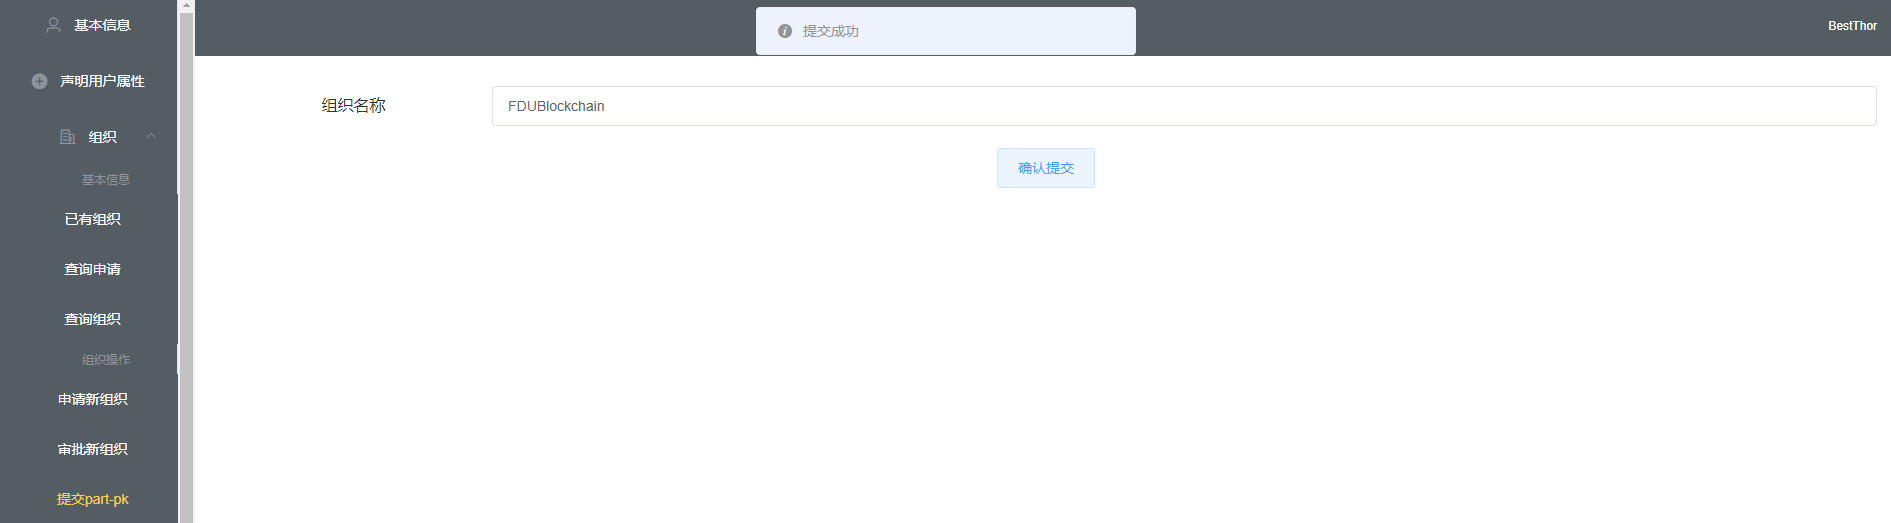 基本信息
声明用户属性
组织
基本信息
已有组织
查询申请
查询组织
组织操作
申请新组织
审批新组织
提交part-pk
提交成功
BestThor
组织名称
FDUBlockchain
确认提交